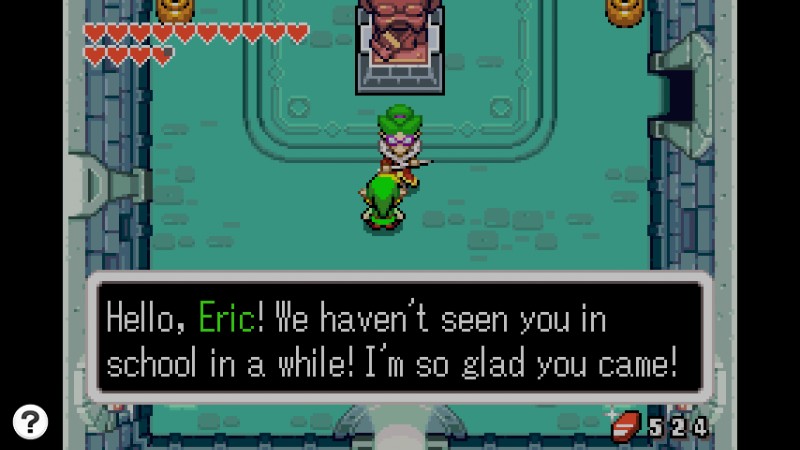 Hello, Eric! We haven't seen you in
school in a while! I'm so glad you came!
?
524